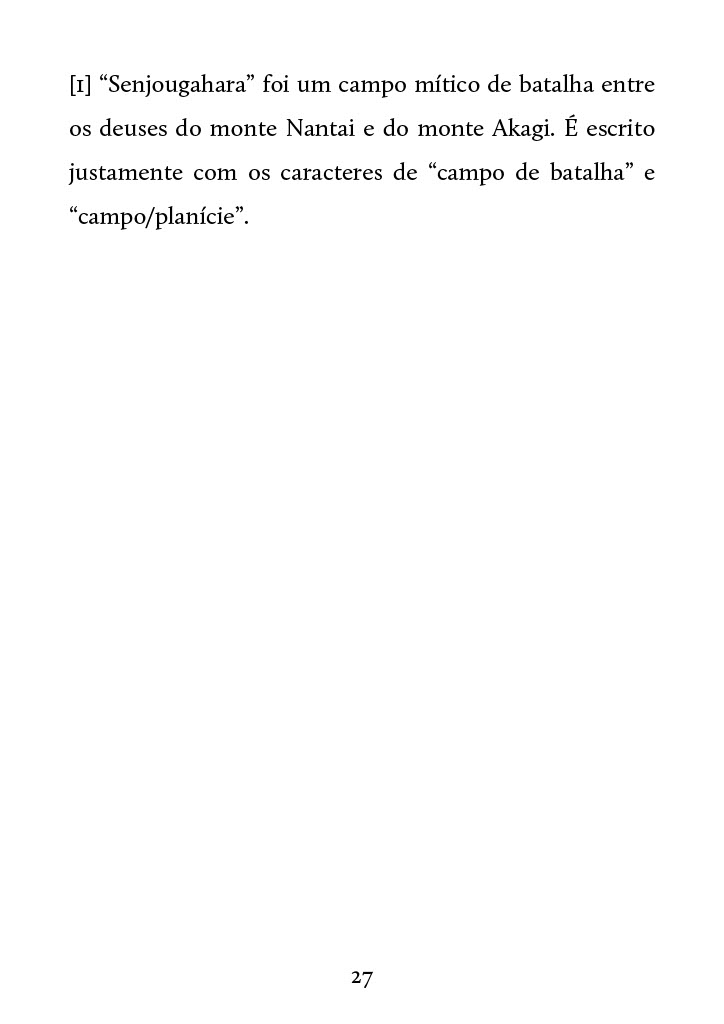 [1] “Senjougahara” foi um campo mítico de batalha entre
os deuses do monte Nantai e do monte Akagi. É escrito
justamente com os caracteres de “campo de batalha” e
“campo/planície”.
27